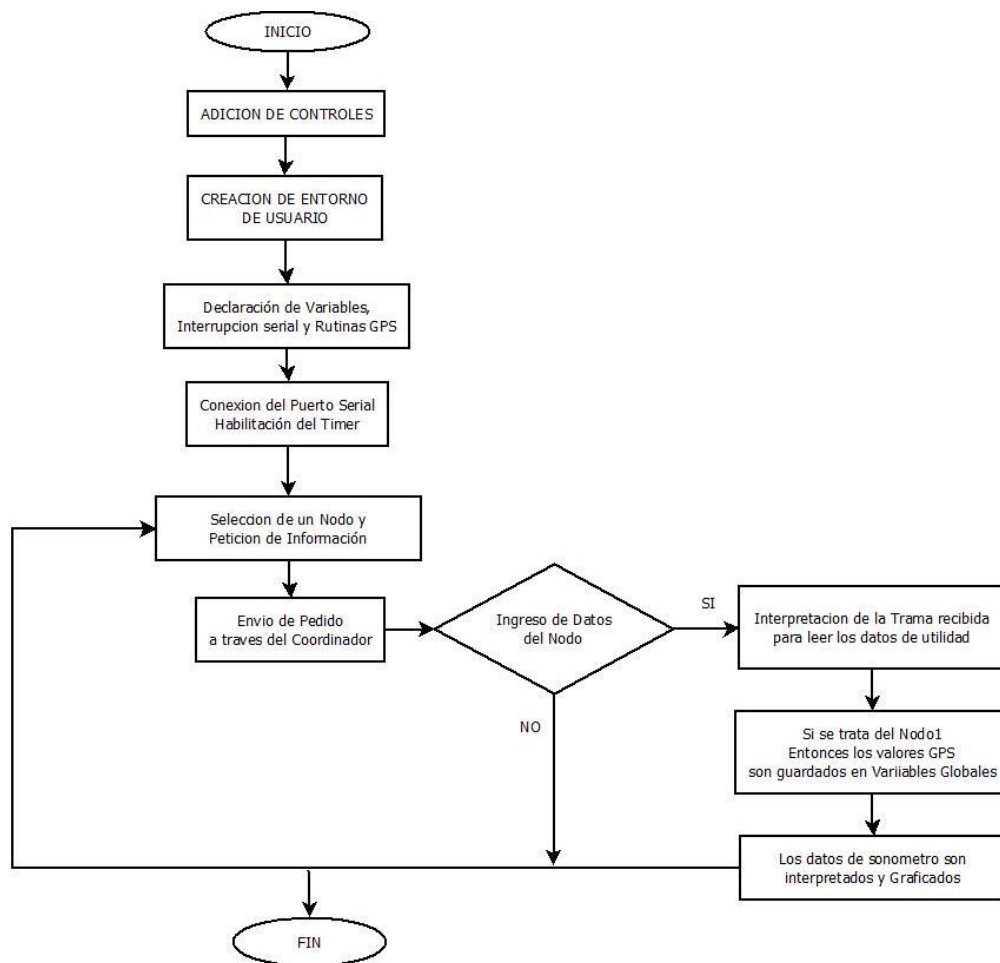 INICIO
ADICION DE CONTROLES
CREACION DE ENTORNO
DE USUARIO
Declaración de Variables,
Interrupcion serial y Rutinas GPS
Conexion del Puerto Serial
Habilitación del Timer
Seleccion de un Nodo y
Peticion de Información
Envio de Pedido
a traves del Coordinador
Ingreso de Datos
del Nodo
SI
Interpretacion de la Trama recibida
para leer los datos de utilidad
NO
Si se trata del Nodo1
Entonces los valores GPS
son guardados en Variiables Globales
Los datos de sonometro son
interpretados y Graficados
FIN